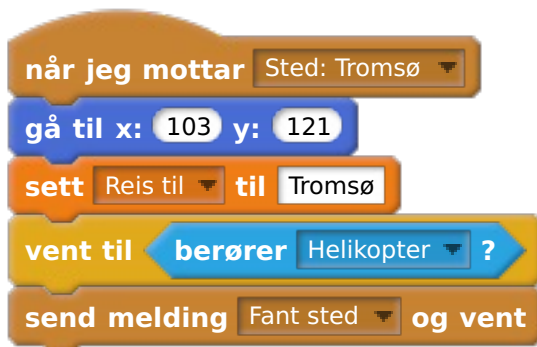 når jeg mottar Sted: Tromsø
gå til x: 103 y: 121
sett Reis til til Tromsø
vent til berører Helikopter ?
send melding Fant sted og vent